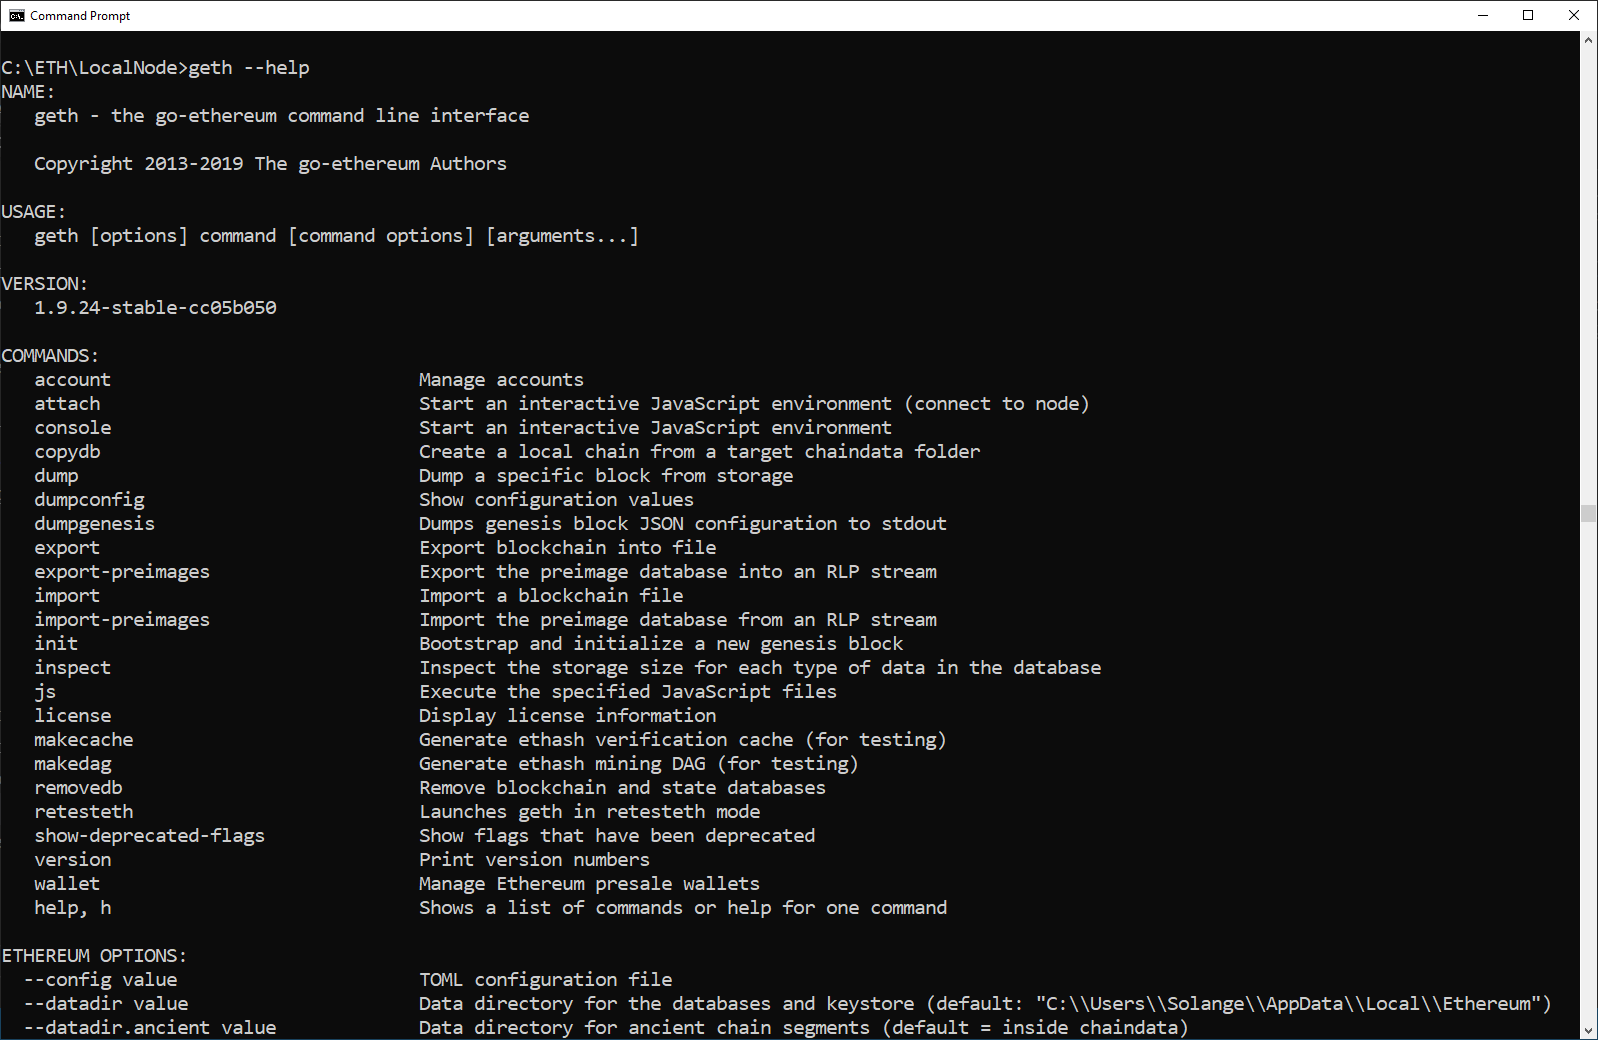 Command Prompt
C:\ETH\LocalNode>geth --help
NAME:
   geth - the go-ethereum command line interface

   Copyright 2013-2019 The go-ethereum Authors

USAGE:
   geth [options] command [command options] [arguments...]

VERSION:
   1.9.24-stable-cc05b050

COMMANDS:
   account                            Manage accounts
   attach                             Start an interactive JavaScript environment (connect to node)
   console                            Start an interactive JavaScript environment
   copydb                             Create a local chain from a target chaindata folder
   dump                               Dump a specific block from storage
   dumpconfig                         Show configuration values
   dumpgenesis                        Dumps genesis block JSON configuration to stdout
   export                             Export blockchain into file
   export-preimages                   Export the preimage database into an RLP stream
   import                             Import a blockchain file
   import-preimages                   Import the preimage database from an RLP stream
   init                               Bootstrap and initialize a new genesis block
   inspect                            Inspect the storage size for each type of data in the database
   js                                 Execute the specified JavaScript files
   license                            Display license information
   makecache                          Generate ethash verification cache (for testing)
   makedag                            Generate ethash mining DAG (for testing)
   removedb                           Remove blockchain and state databases
   retesteth                          Launches geth in retesteth mode
   show-deprecated-flags              Show flags that have been deprecated
   version                            Print version numbers
   wallet                             Manage Ethereum presale wallets
   help, h                            Shows a list of commands or help for one command

ETHEREUM OPTIONS:
  --config value                      TOML configuration file
  --datadir value                     Data directory for the databases and keystore (default: "C:\\Users\\Solange\\AppData\\Local\\Ethereum")
  --datadir.ancient value             Data directory for ancient chain segments (default = inside chaindata)